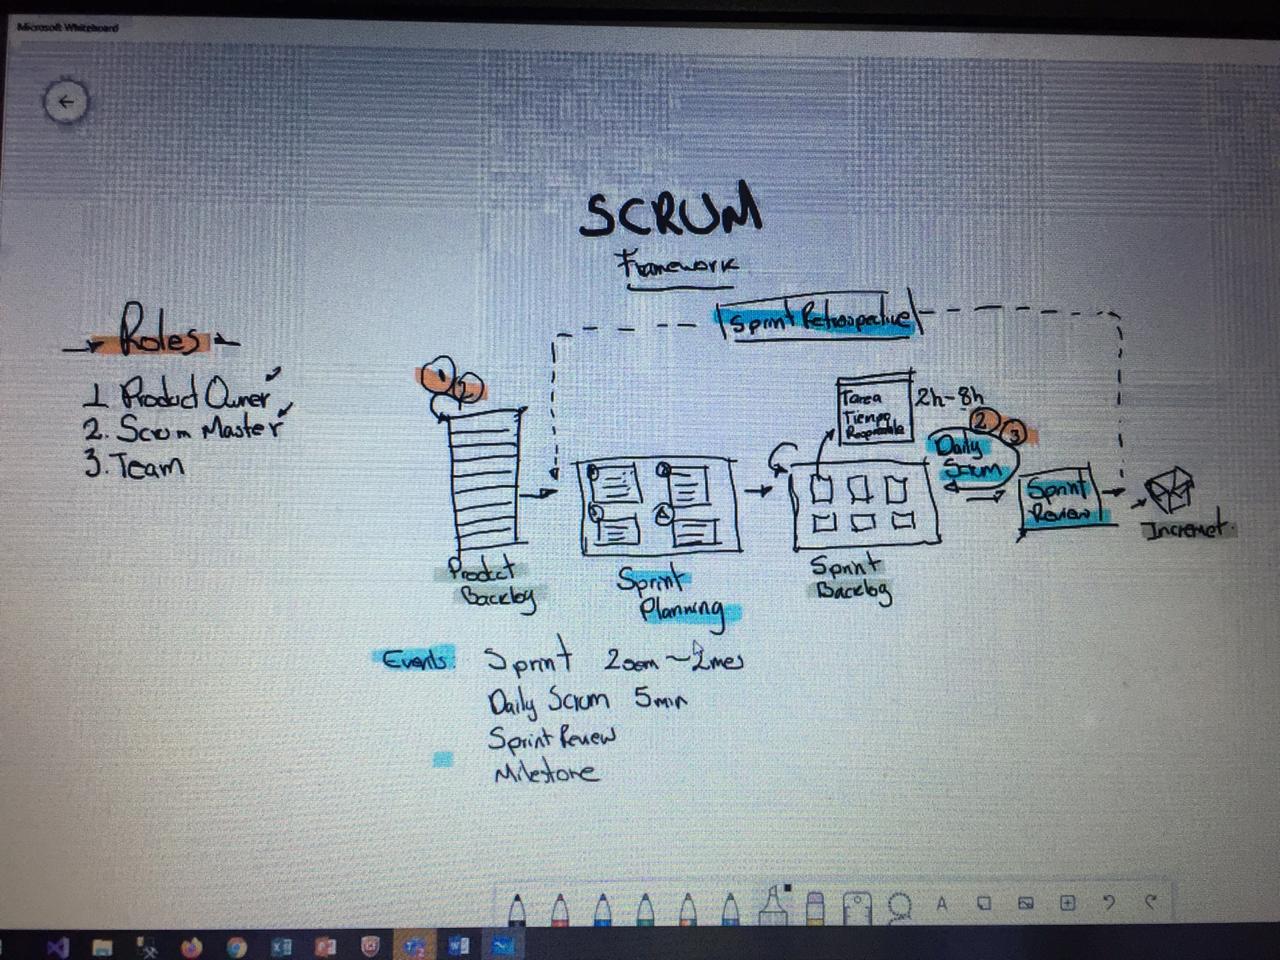 Microsoft Whiteboard
SCRUM
Framework
Sprint Retrospective
Roles
1. Product Owner
2. Scrum Master
3. Team
1
2
Product
Backlog
Sprint
Planning
Tarea
Tiempo
Responsable
2h-8h
2
3
Daily
Scrum
Sprint
Backlog
Sprint
Review
Incremet.
Events:
Sprint 2sem ~ 2mes
Daily Scrum 5min
Sprint Review
Milestone
A